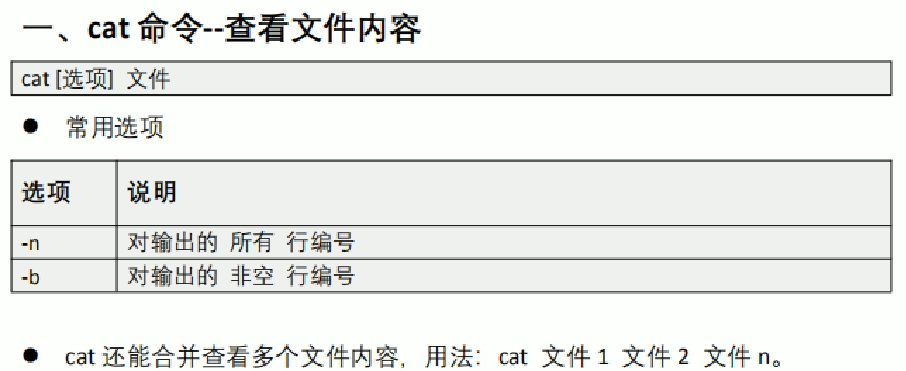 一、cat 命令--查看文件内容
cat [选项] 文件
● 常用选项
选项 说明
-n 对输出的 所有 行编号
-b 对输出的 非空 行编号
● cat 还能合并查看多个文件内容，用法：cat 文件 1 文件 2 文件 n。